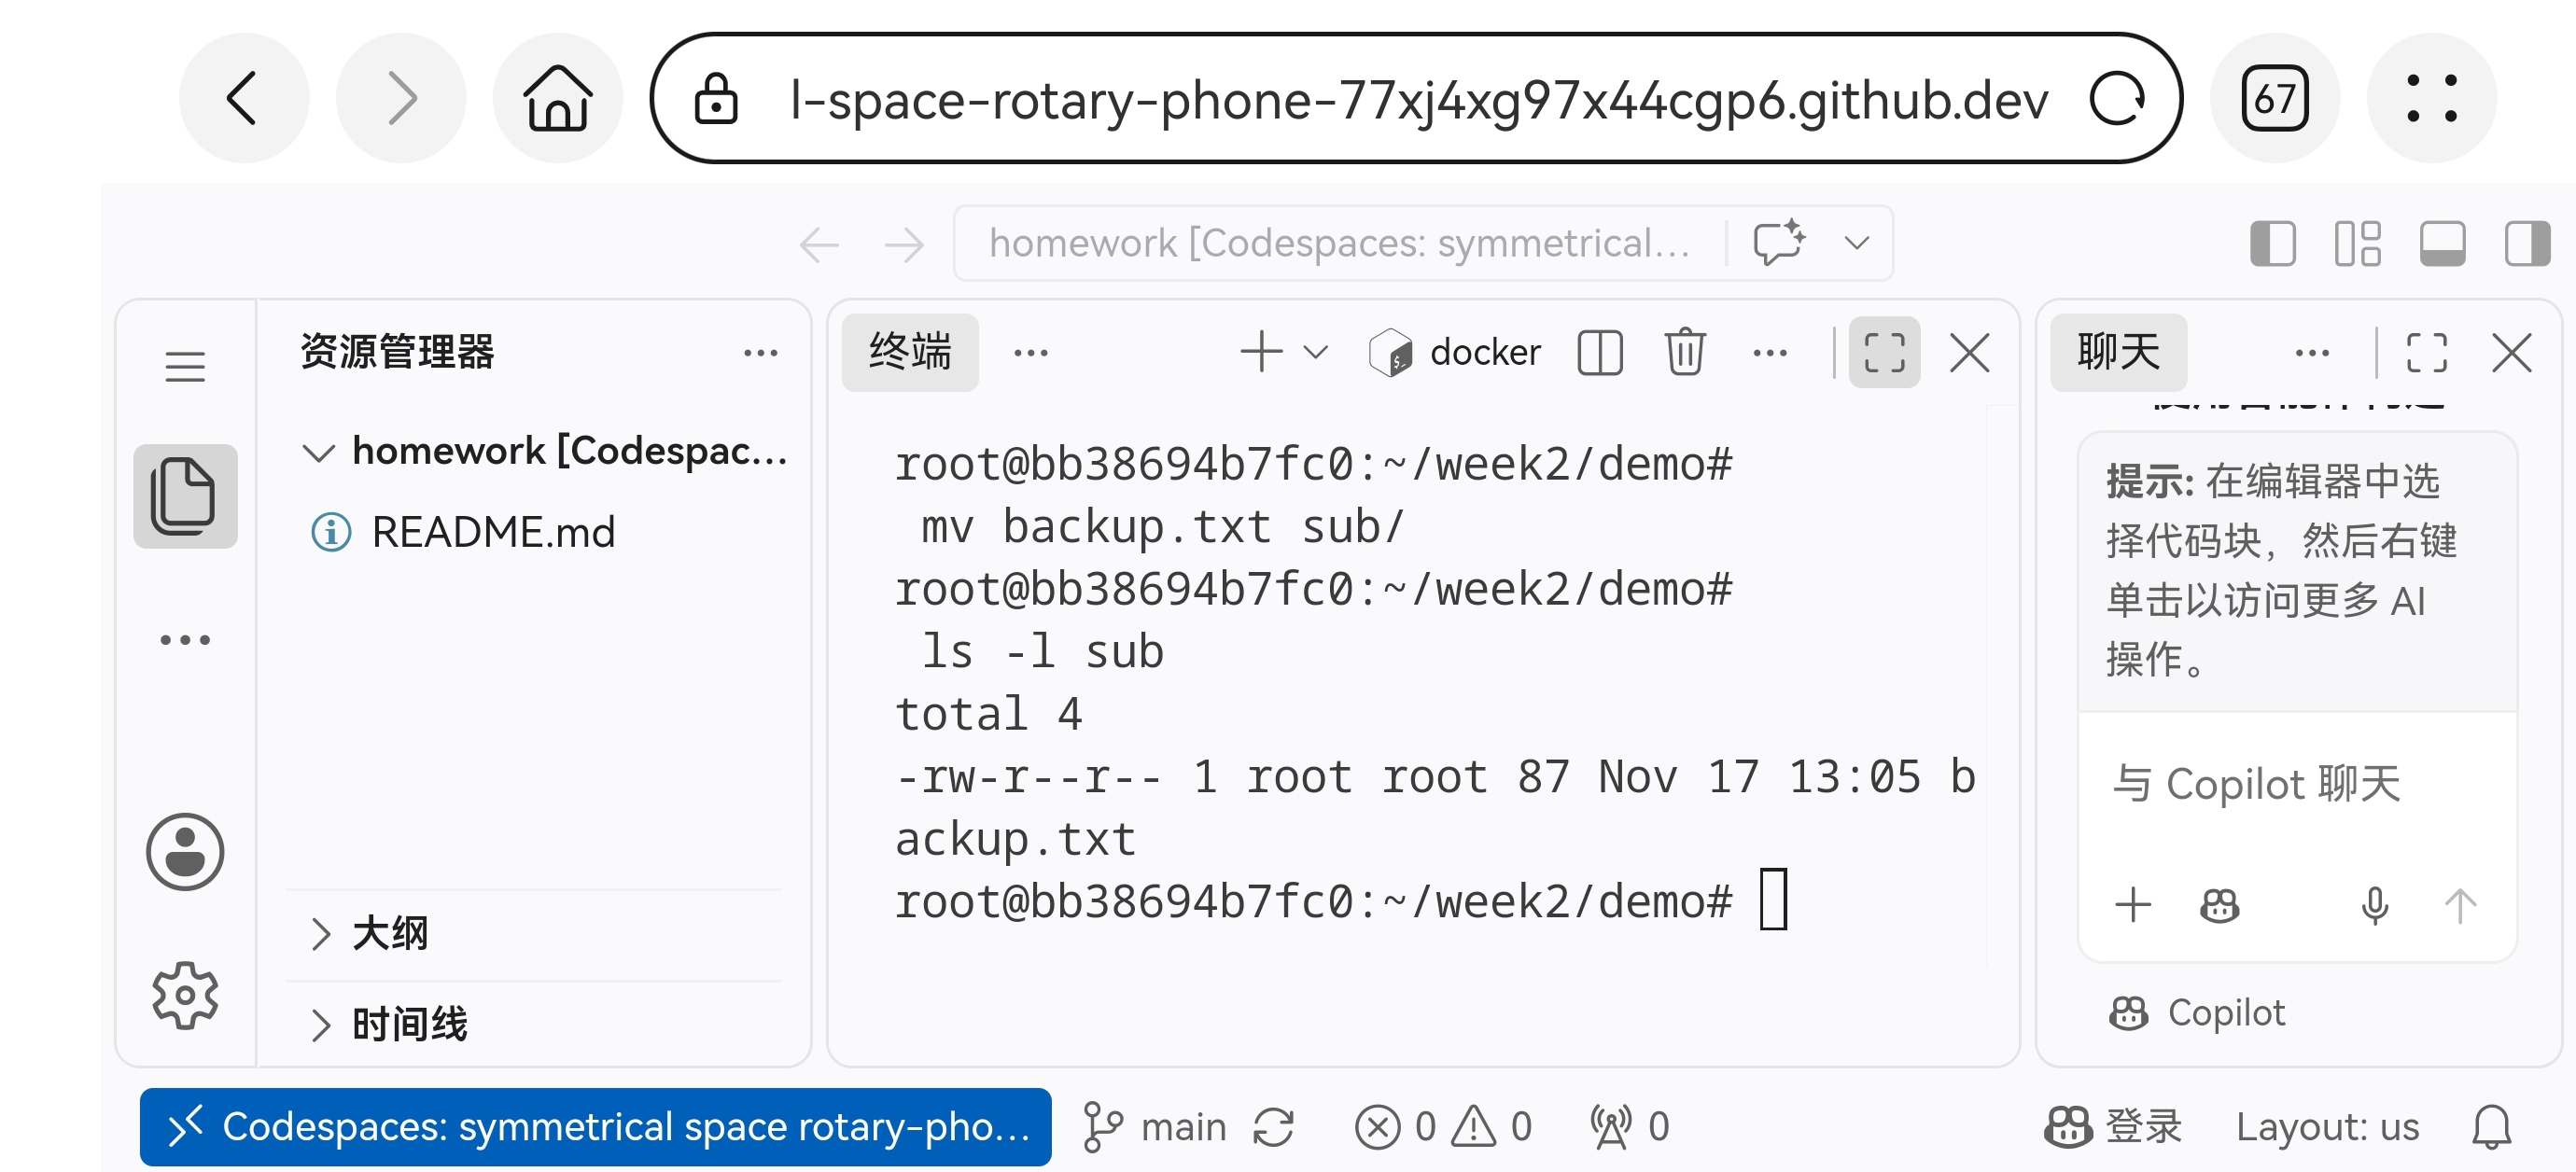 l-space-rotary-phone-77xj4xg97x44cgp6.github.dev
67
homework [Codespaces: symmetrical...
资源管理器
homework [Codespac...
README.md
大纲
时间线
终端
docker
root@bb38694b7fc0:~/week2/demo#
mv backup.txt sub/
root@bb38694b7fc0:~/week2/demo#
ls -l sub
total 4
-rw-r--r-- 1 root root 87 Nov 17 13:05 b
ackup.txt
root@bb38694b7fc0:~/week2/demo#
聊天
提示: 在编辑器中选
择代码块，然后右键
单击以访问更多 AI
操作。
与 Copilot 聊天
Copilot
Codespaces: symmetrical space rotary-pho...
main
0
0
0
登录
Layout: us